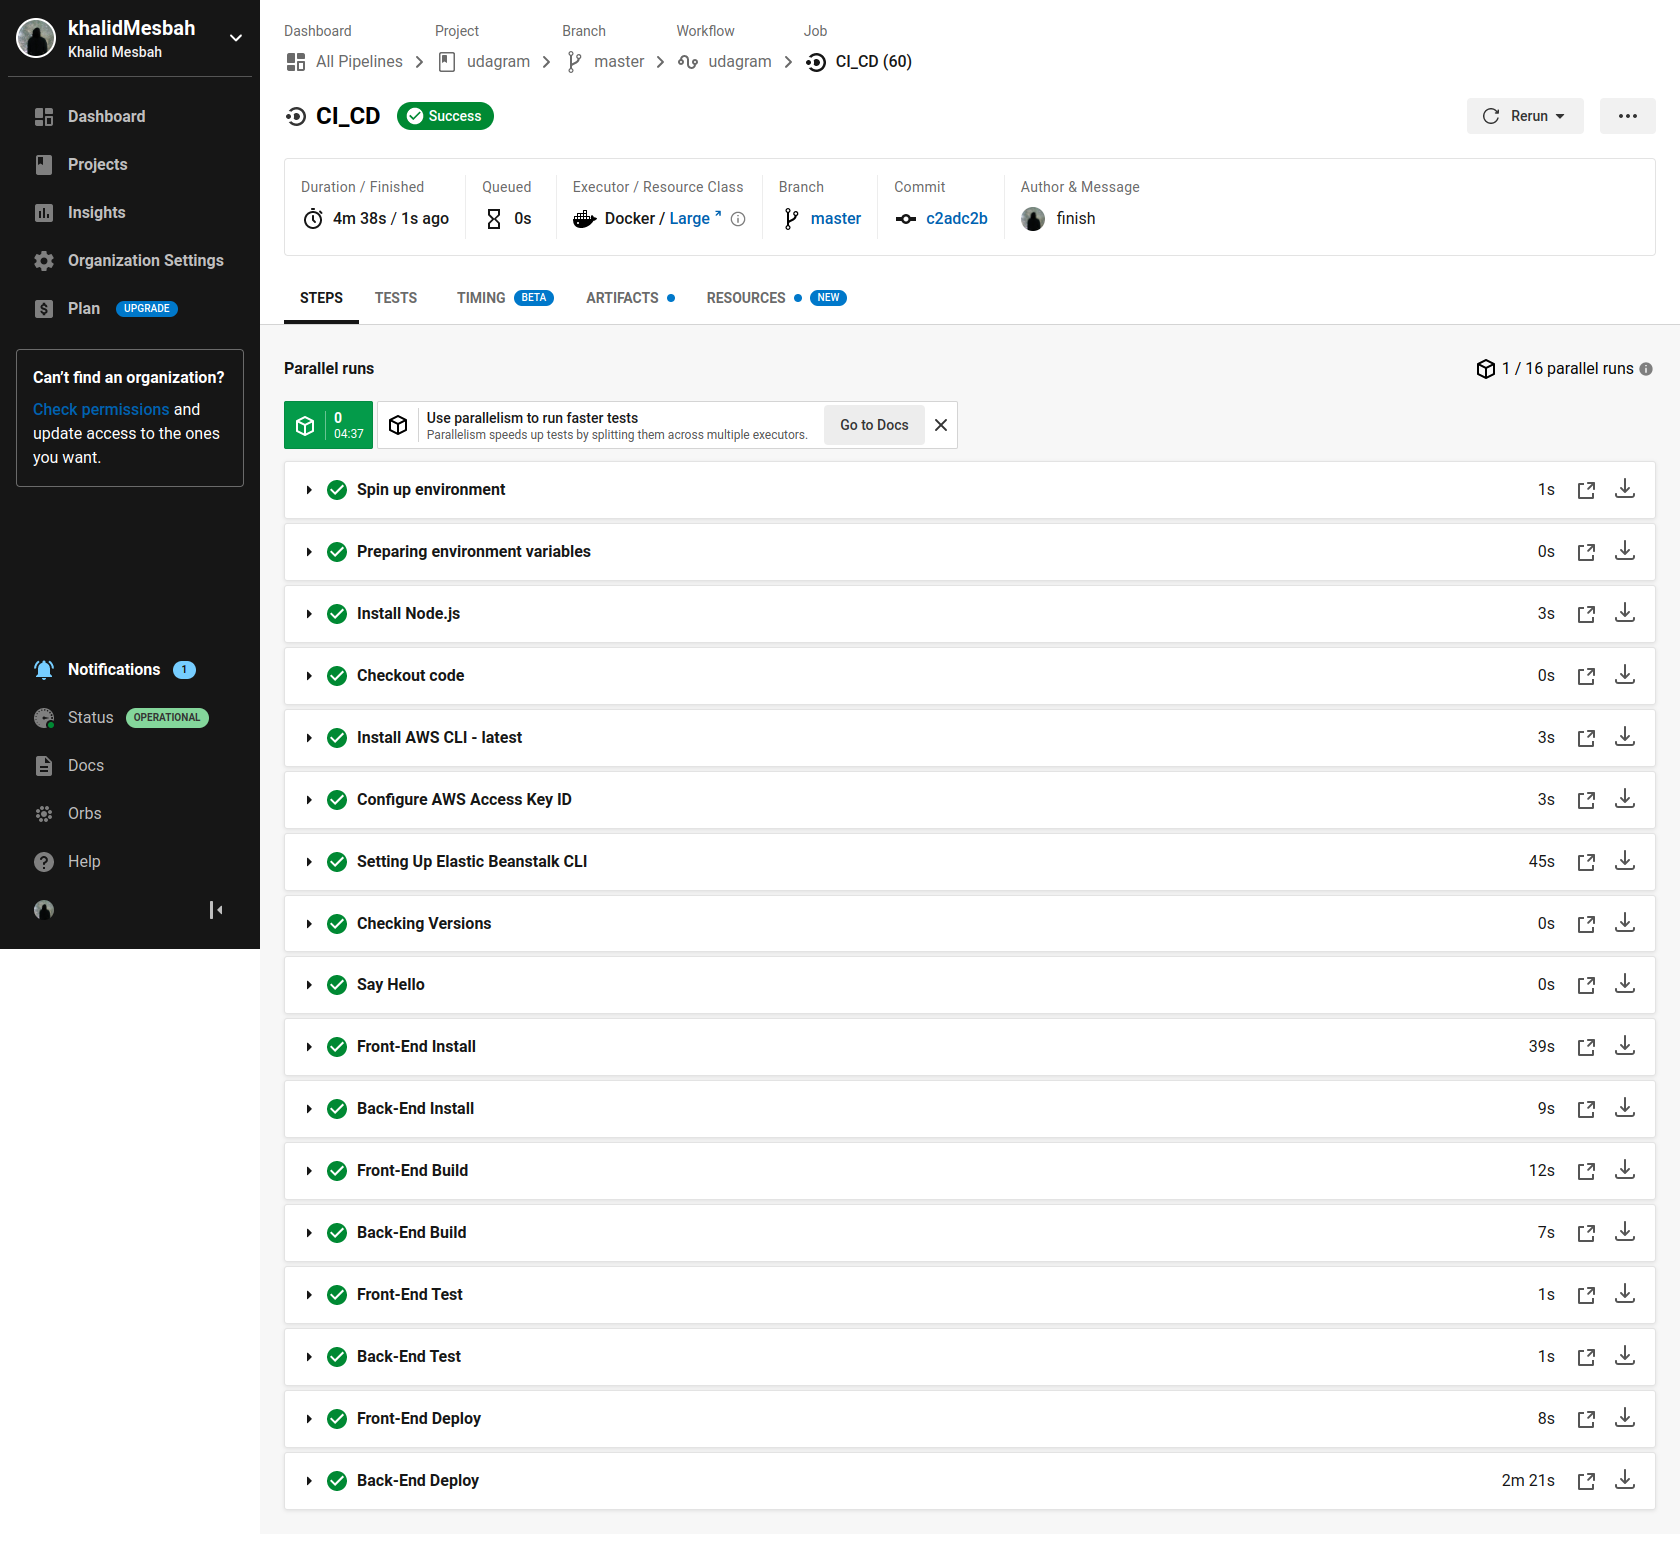 khalidMesbah
Khalid Mesbah
Dashboard
Projects
Insights
Organization Settings
Plan UPGRADE
Can't find an organization?
Check permissions and
update access to the ones
you want.
Notifications 1
Status OPERATIONAL
Docs
Orbs
Help
Dashboard Project Branch Workflow Job
All Pipelines udagram master udagram CI_CD (60)
CI_CD Success Rerun
Duration / Finished Queued Executor / Resource Class Branch Commit Author & Message
4m 38s / 1s ago 0s Docker / Large master c2adc2b finish
STEPS TESTS TIMING BETA ARTIFACTS RESOURCES NEW
Parallel runs 1 / 16 parallel runs
0
04:37
Use parallelism to run faster tests
Parallelism speeds up tests by splitting them across multiple executors.
Go to Docs
Spin up environment 1s
Preparing environment variables 0s
Install Node.js 3s
Checkout code 0s
Install AWS CLI - latest 3s
Configure AWS Access Key ID 3s
Setting Up Elastic Beanstalk CLI 45s
Checking Versions 0s
Say Hello 0s
Front-End Install 39s
Back-End Install 9s
Front-End Build 12s
Back-End Build 7s
Front-End Test 1s
Back-End Test 1s
Front-End Deploy 8s
Back-End Deploy 2m 21s